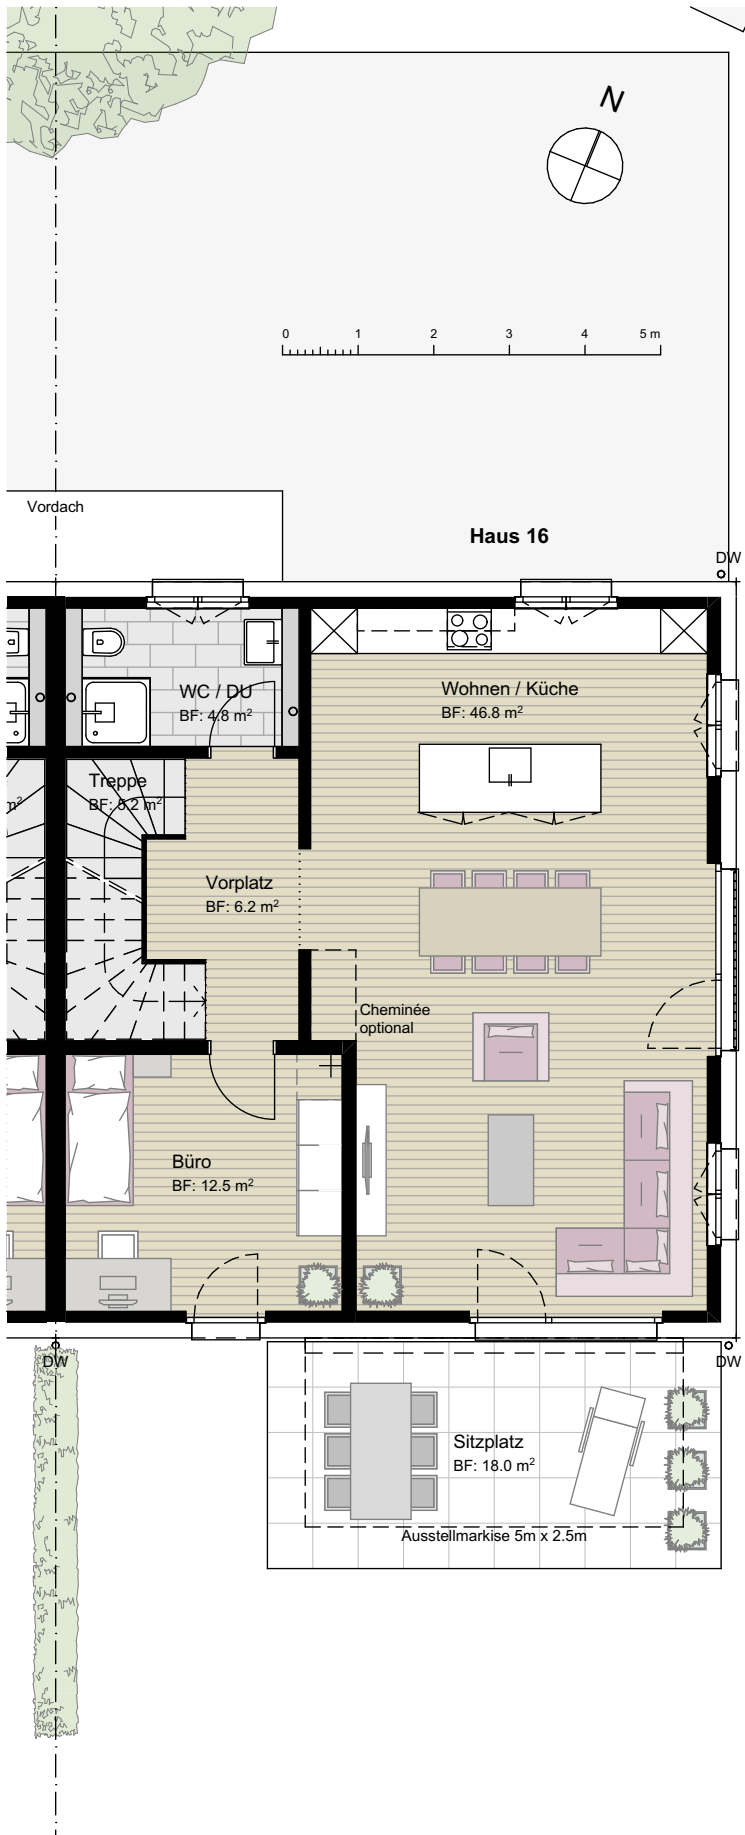 N
0 1 2 3 4 5 m
Vordach
Haus 16
DW
WC / DU
BF: 4.8 m²
Wohnen / Küche
BF: 46.8 m²
Treppe
BF: 5.2 m²
m²
Vorplatz
BF: 6.2 m²
Cheminée
optional
Büro
BF: 12.5 m²
DW
DW
Sitzplatz
BF: 18.0 m²
Ausstellmarkise 5m x 2.5m